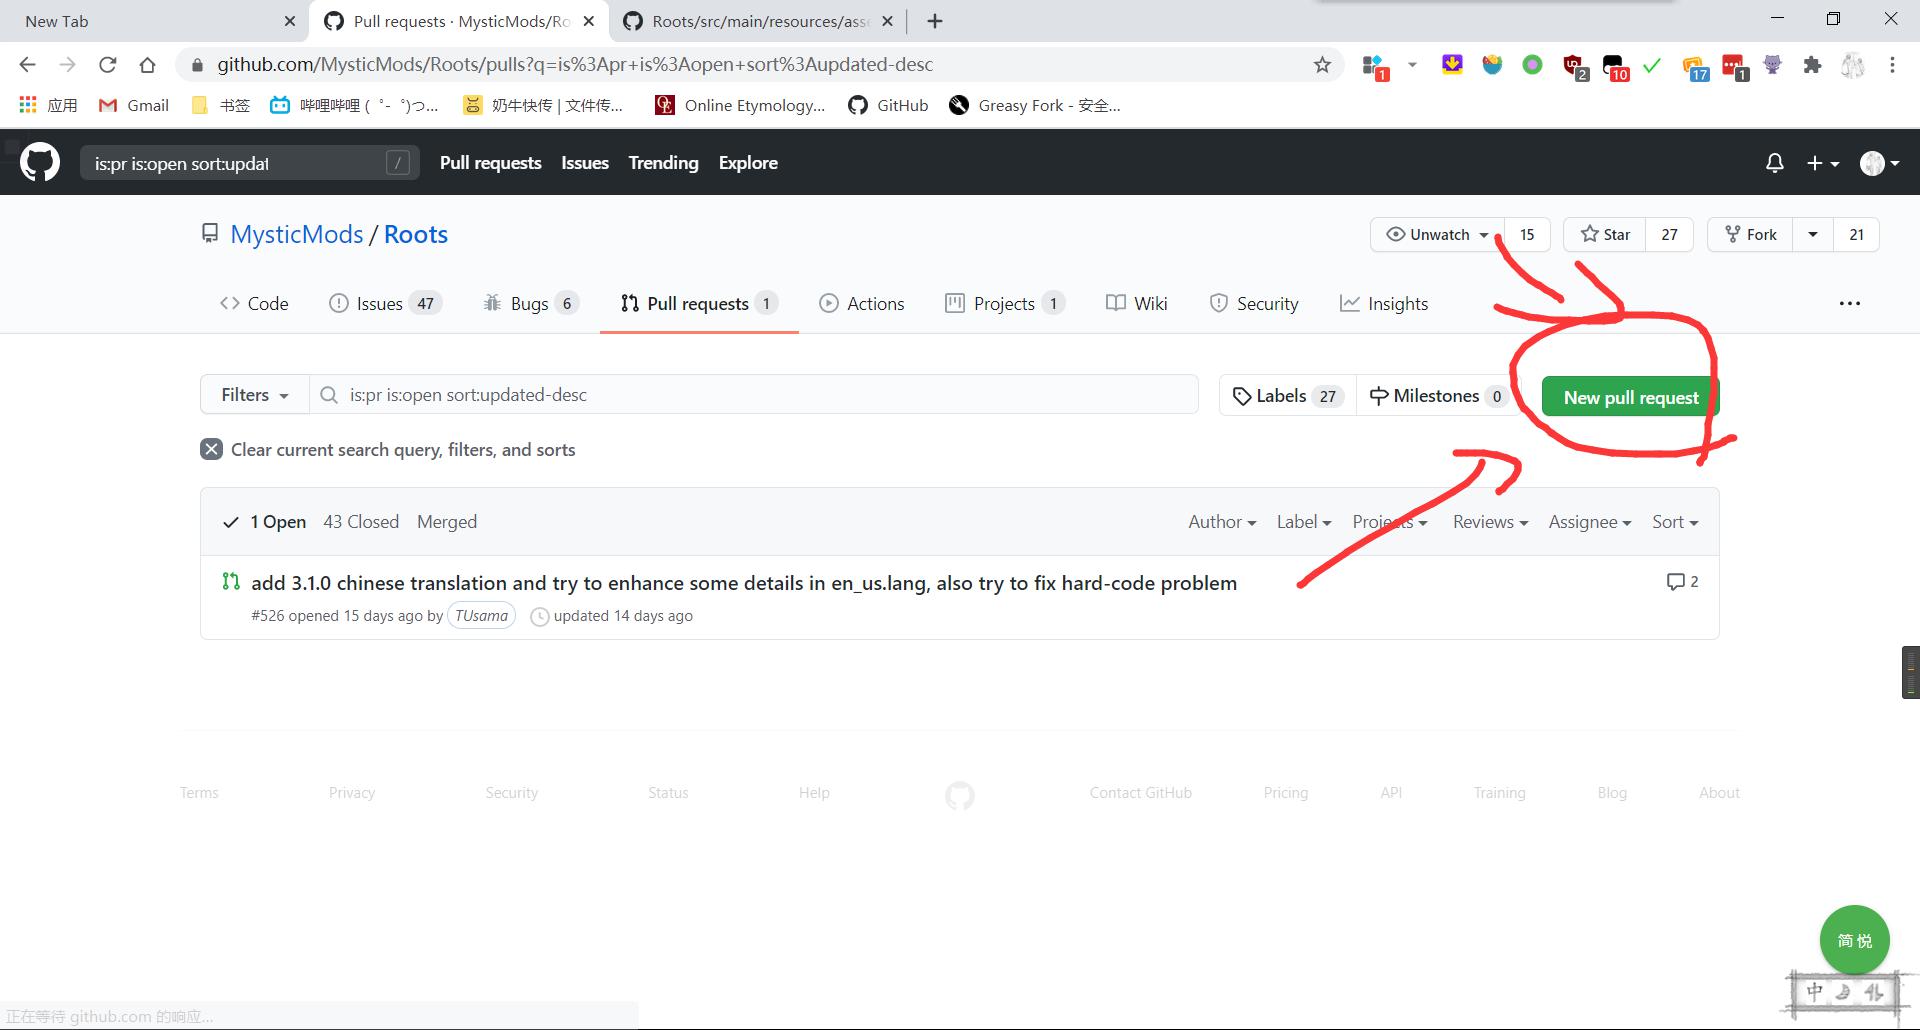 New Tab
Pull requests · MysticMods/Ro
Roots/src/main/resources/asse
github.com/MysticMods/Roots/pulls?q=is%3Apr+is%3Aopen+sort%3Aupdated-desc
1
2
10
17
1
应用
Gmail
书签
哔哩哔哩 (゜-゜)つ...
奶牛快传 | 文件传...
Online Etymology...
GitHub
Greasy Fork - 安全...
is:pr is:open sort:updat
/
Pull requests
Issues
Trending
Explore
MysticMods / Roots
Unwatch 15
Star 27
Fork 21
Code
Issues 47
Bugs 6
Pull requests 1
Actions
Projects 1
Wiki
Security
Insights
Filters
is:pr is:open sort:updated-desc
Labels 27
Milestones 0
New pull request
Clear current search query, filters, and sorts
1 Open 43 Closed Merged
Author Label Projects Reviews Assignee Sort
add 3.1.0 chinese translation and try to enhance some details in en_us.lang, also try to fix hard-code problem
2
#526 opened 15 days ago by TUsama updated 14 days ago
Terms Privacy Security Status Help Contact GitHub Pricing API Training Blog About
简悦
中
正在等待 github.com 的响应...